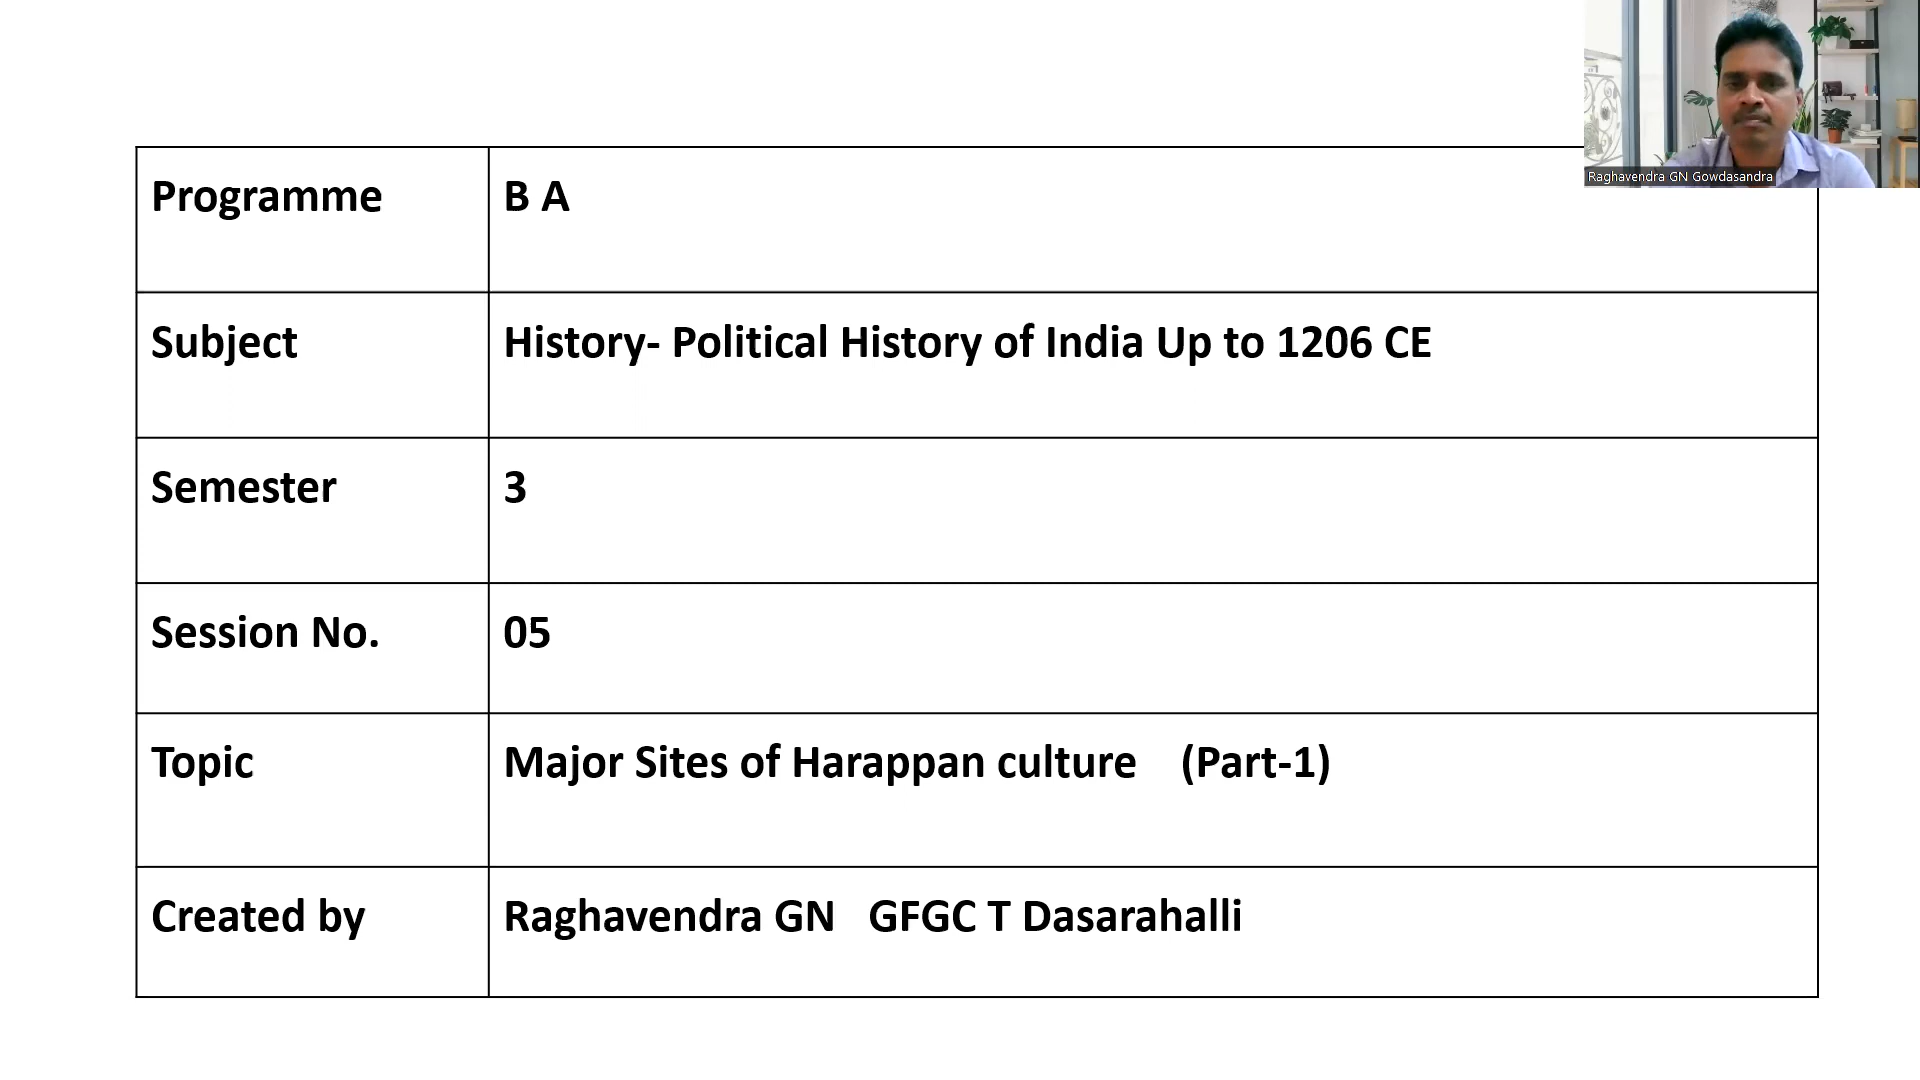 Raghavendra GN Gowdasandra
Programme B A
Subject History- Political History of India Up to 1206 CE
Semester 3
Session No. 05
Topic Major Sites of Harappan culture (Part-1)
Created by Raghavendra GN GFGC T Dasarahalli